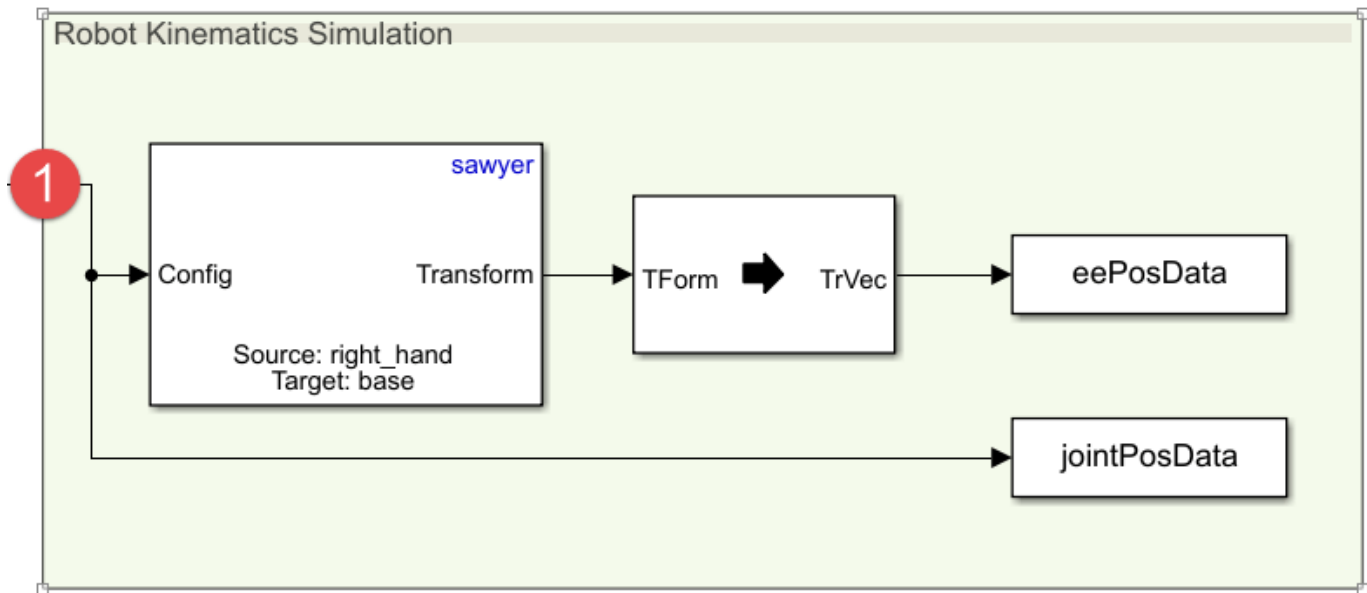 Robot Kinematics Simulation
1
sawyer
Config
Transform
Source: right_hand
Target: base
TForm
TrVec
eePosData
jointPosData